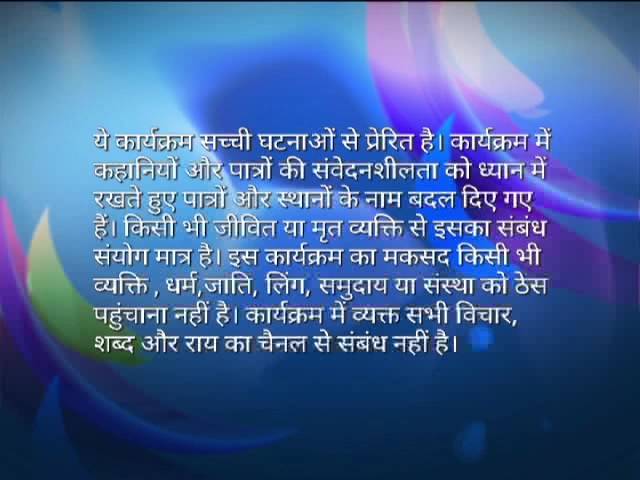 ये कार्यक्रम सच्ची घटनाओं से प्रेरित है। कार्यक्रम में
कहानियों और पात्रों की संवेदनशीलता को ध्यान में
रखते हुए पात्रों और स्थानों के नाम बदल दिए गए
हैं। किसी भी जीवित या मृत व्यक्ति से इसका संबंध
संयोग मात्र है। इस कार्यक्रम का मकसद किसी भी
व्यक्ति , धर्म,जाति, लिंग, समुदाय या संस्था को ठेस
पहुंचाना नहीं है। कार्यक्रम में व्यक्त सभी विचार,
शब्द और राय का चैनल से संबंध नहीं है।